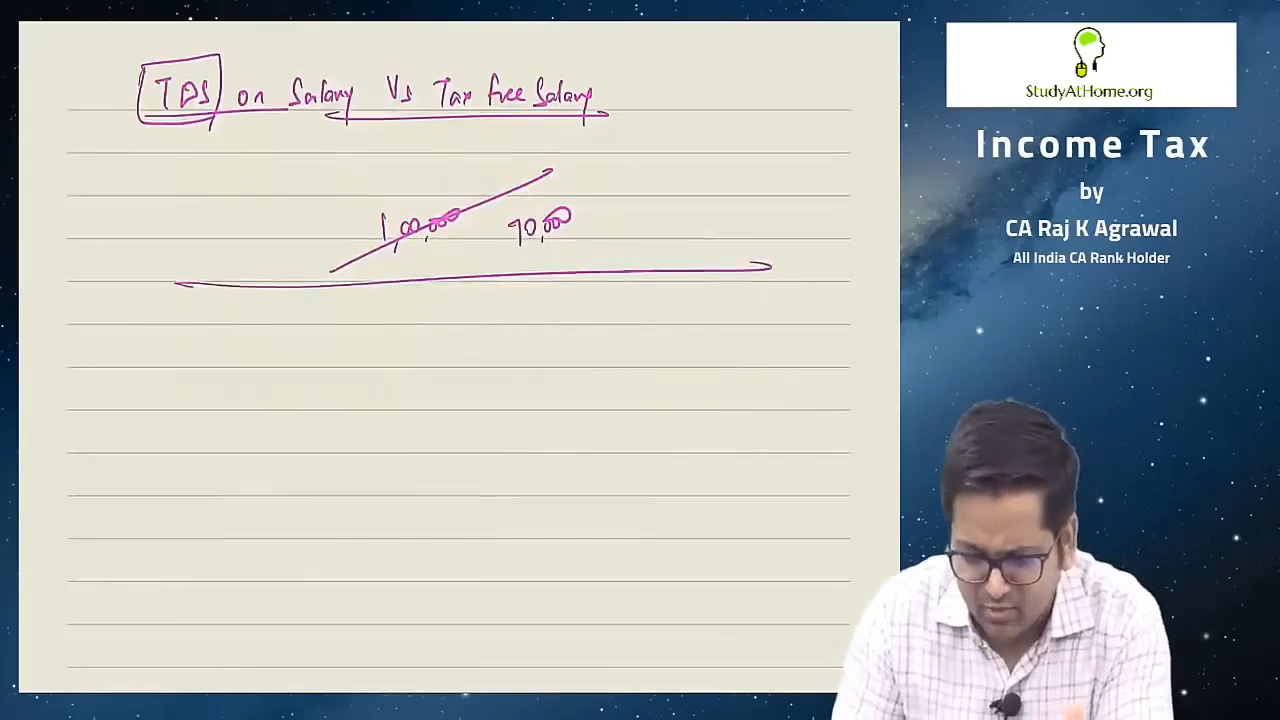 TDS on Salary Vs Tax free Salary
1,00,000 90,000
StudyAtHome.org
Income Tax
by
CA Raj K Agrawal
All India CA Rank Holder